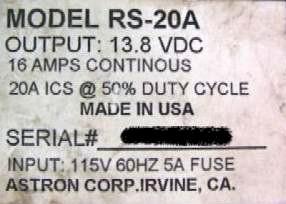 MODEL RS-20A
OUTPUT: 13.8 VDC
16 AMPS CONTINOUS
20A ICS @ 50% DUTY CYCLE
MADE IN USA
SERIAL#
INPUT: 115V 60HZ 5A FUSE
ASTRON CORP.IRVINE, CA.